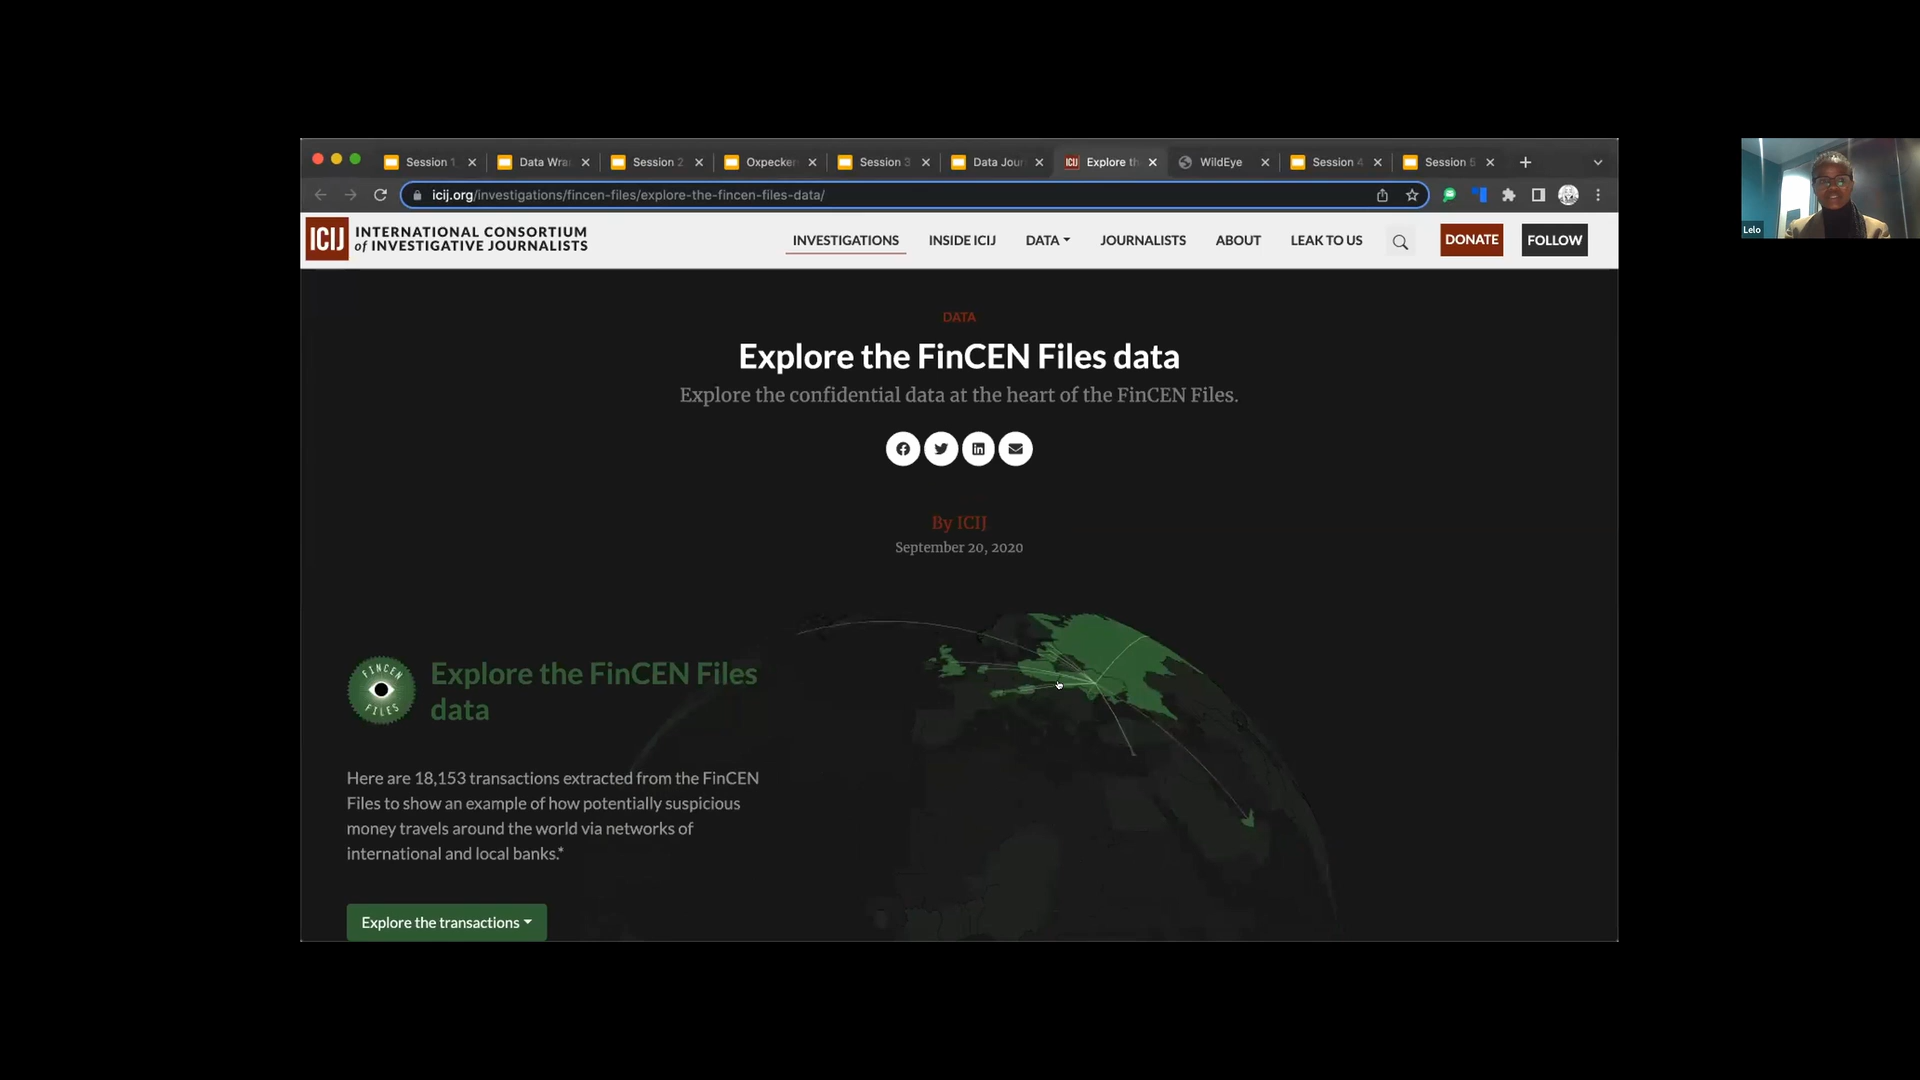 Session 1
Data Wra
Session 2
Oxpecker
Session 3
Data Jour
ICIJ
Explore th
WildEye
Session 4
Session 5
icij.org/investigations/fincen-files/explore-the-fincen-files-data/
ICIJ
INTERNATIONAL CONSORTIUM
of INVESTIGATIVE JOURNALISTS
INVESTIGATIONS
INSIDE ICIJ
DATA
JOURNALISTS
ABOUT
LEAK TO US
DONATE
FOLLOW
Lelo
DATA
Explore the FinCEN Files data
Explore the confidential data at the heart of the FinCEN Files.
By ICIJ
September 20, 2020
FINCEN
FILES
Explore the FinCEN Files
data
Here are 18,153 transactions extracted from the FinCEN
Files to show an example of how potentially suspicious
money travels around the world via networks of
international and local banks.*
Explore the transactions